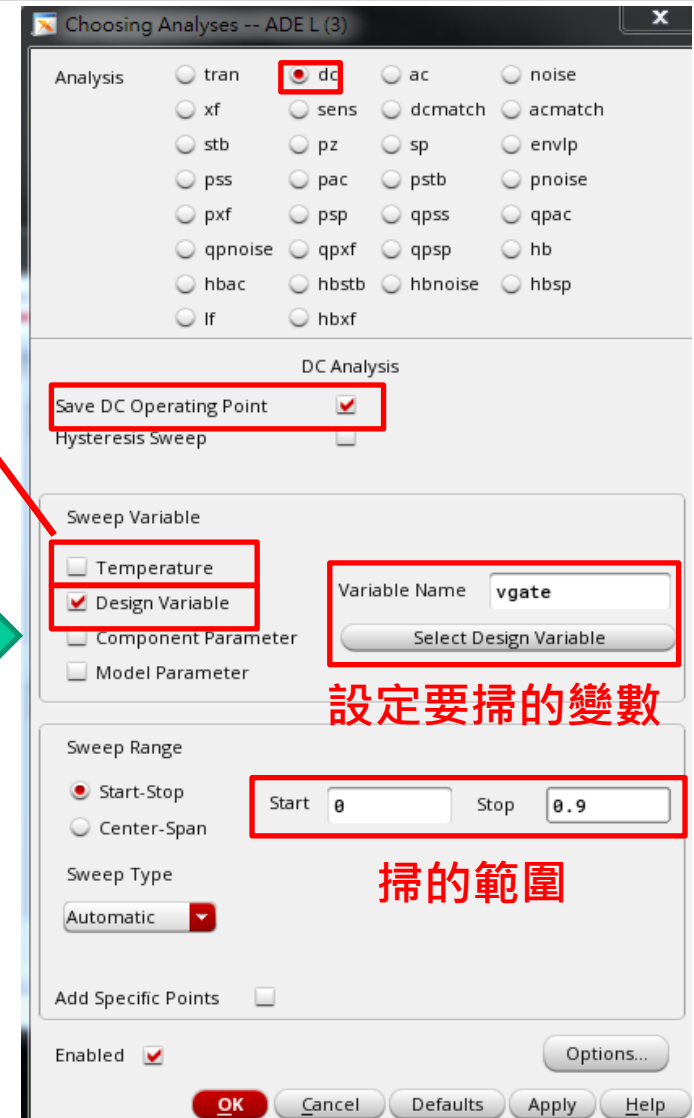 Choosing Analyses -- ADE L (3)
x
Analysis tran dc ac noise
xf sens dcmatch acmatch
stb pz sp envlp
pss pac pstb pnoise
pxf psp qpss qpac
qpnoise qpxf qpsp hb
hbac hbstb hbnoise hbsp
lf hbxf
DC Analysis
Save DC Operating Point
Hysteresis Sweep
Sweep Variable
Temperature
Design Variable
Component Parameter
Model Parameter
Variable Name vgate
Select Design Variable
設定要掃的變數
Sweep Range
Start-Stop
Center-Span
Start 0 Stop 0.9
掃的範圍
Sweep Type
Automatic
Add Specific Points
Enabled
Options...
OK Cancel Defaults Apply Help